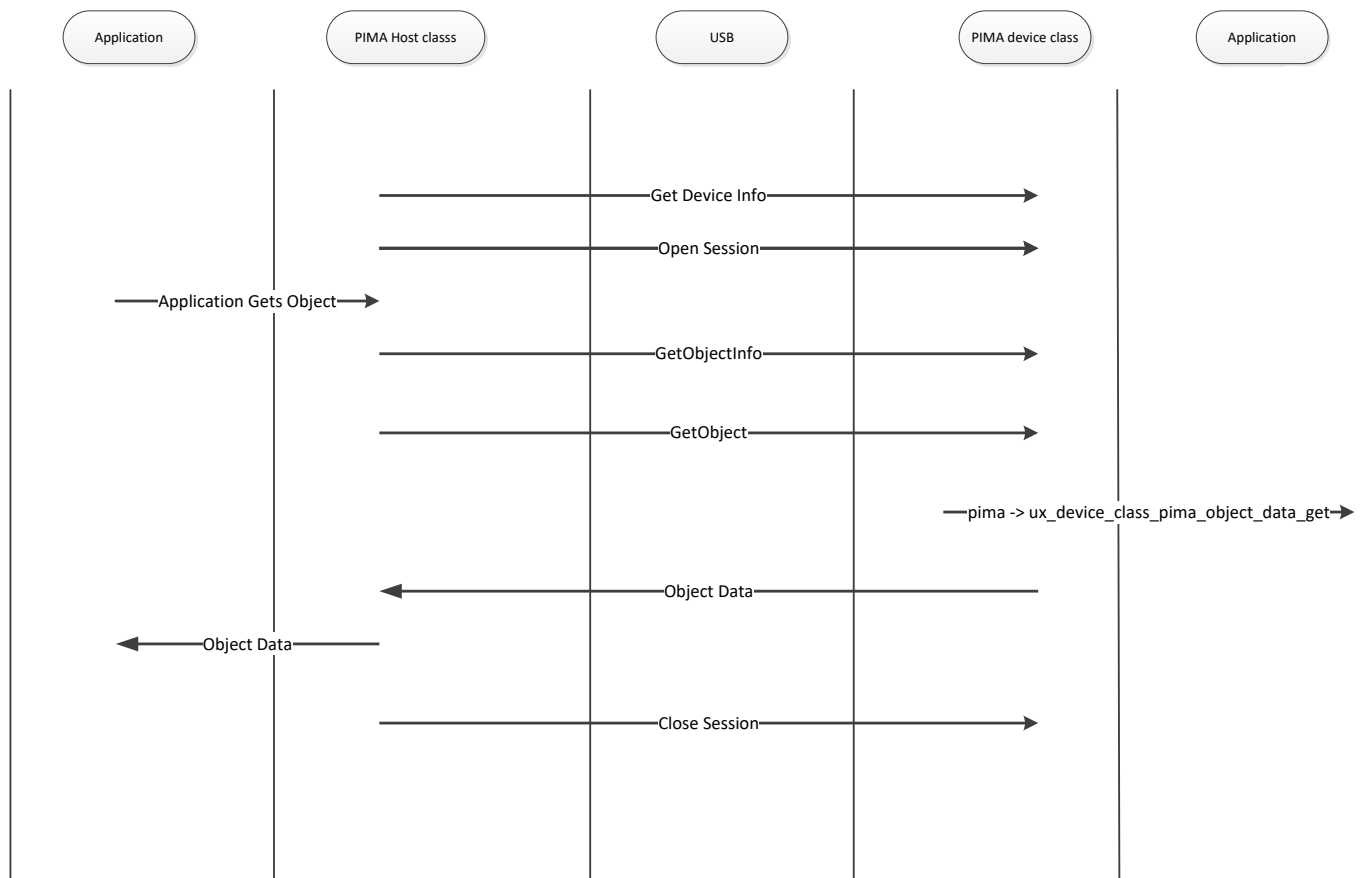 Application
PIMA Host classs
USB
PIMA device class
Application
Get Device Info
Open Session
Application Gets Object
GetObjectInfo
GetObject
pima -> ux_device_class_pima_object_data_get
Object Data
Object Data
Close Session